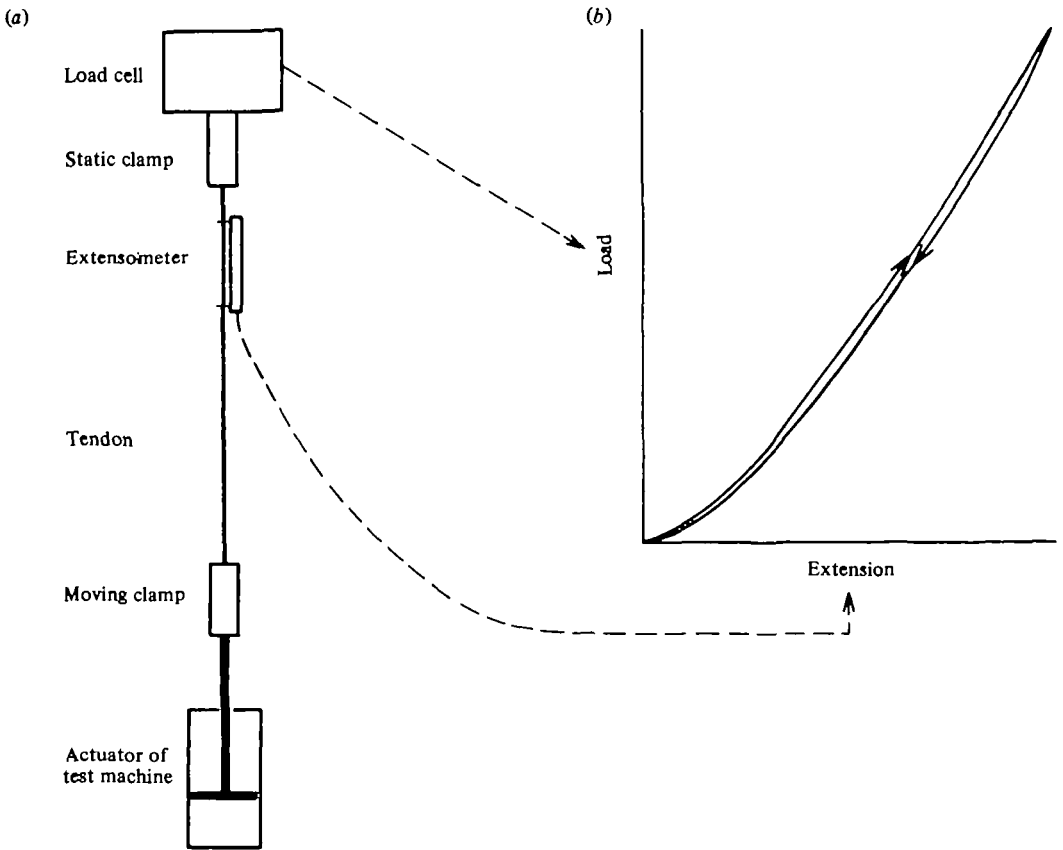 (a)
Load cell
Static clamp
Extensometer
Tendon
Moving clamp
Actuator of
test machine
(b)
Load
Extension